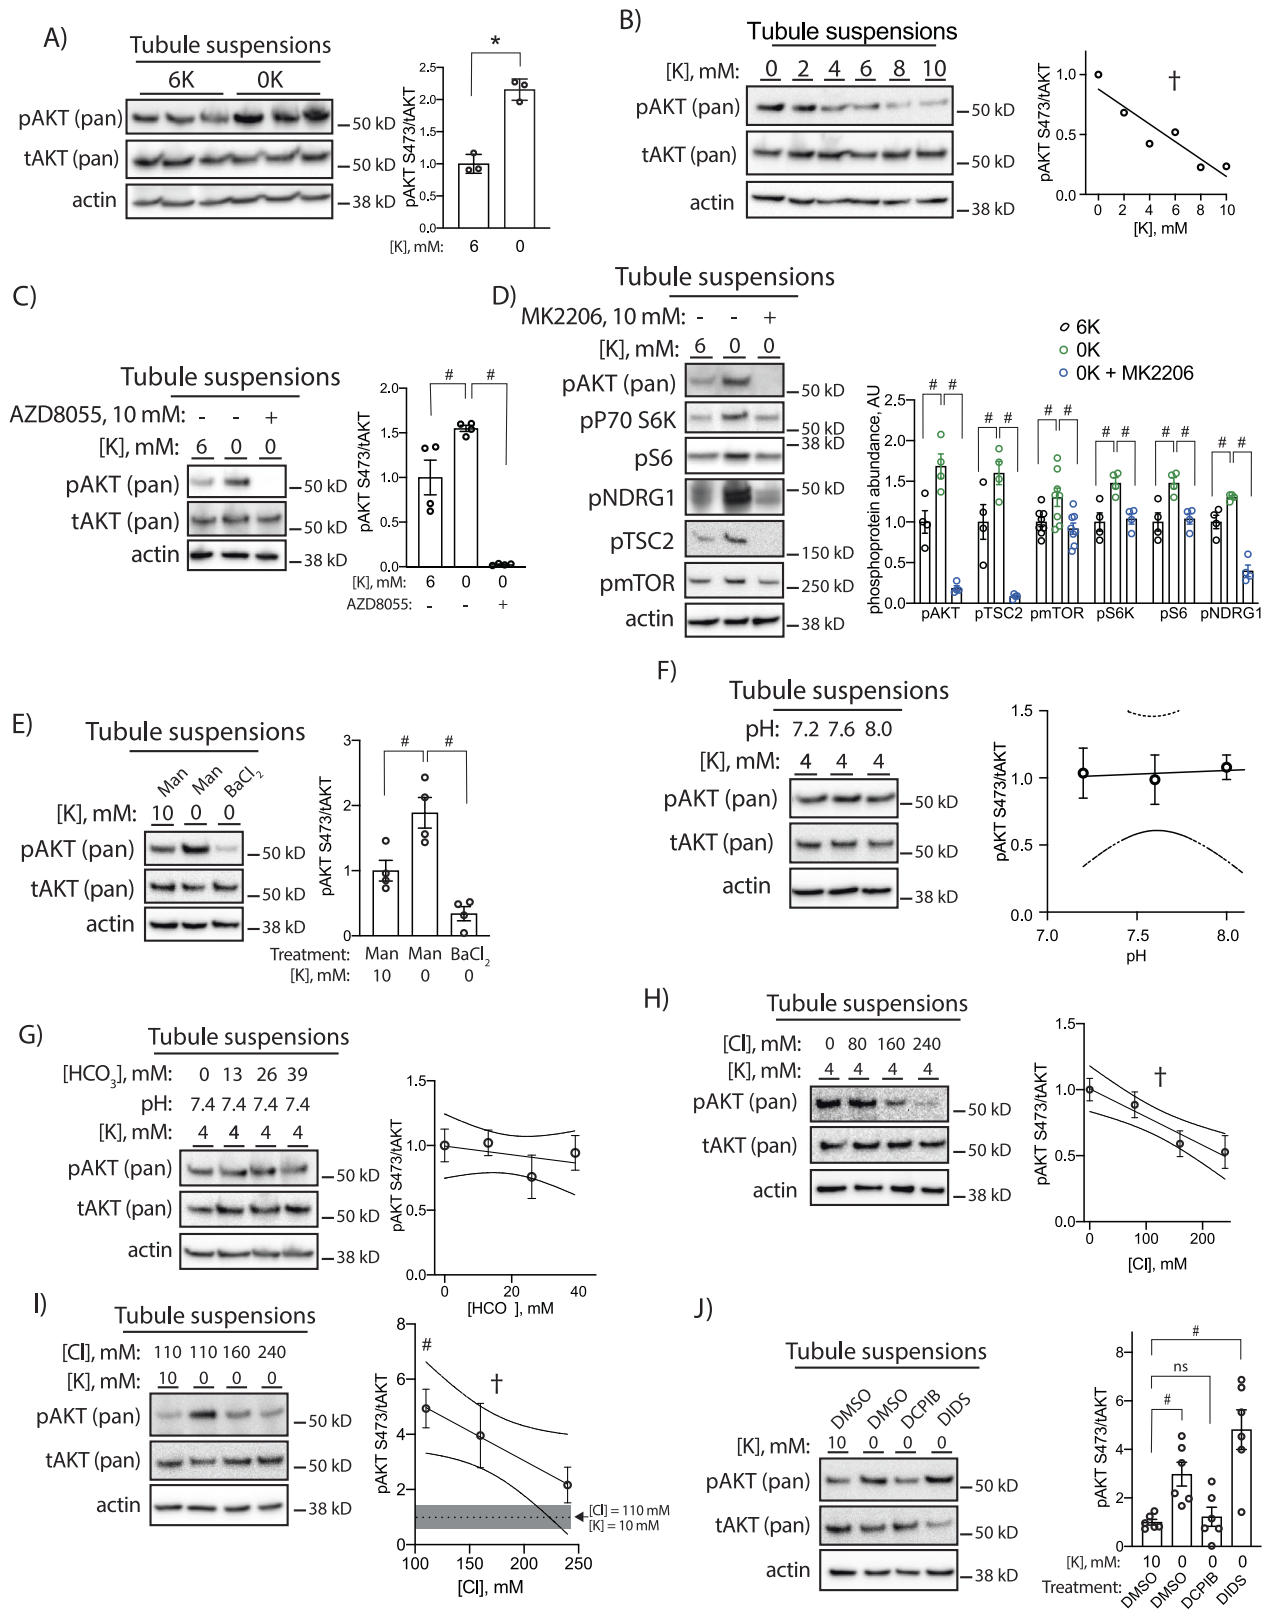 A)
Tubule suspensions
6K 0K
pAKT (pan)
50 kD
tAKT (pan)
50 kD
actin
38 kD
*
pAKT S473/tAKT
2.5
2.0
1.5
1.0
0.5
0.0
[K], mM: 6 0
B)
Tubule suspensions
[K], mM: 0 2 4 6 8 10
pAKT (pan)
50 kD
tAKT (pan)
50 kD
actin
38 kD
pAKT S473/tAKT
†
1.0
0.5
0.0
0 2 4 6 8 10
[K], mM
C)
Tubule suspensions
AZD8055, 10 mM: - - +
[K], mM: 6 0 0
pAKT (pan)
50 kD
tAKT (pan)
50 kD
actin
38 kD
# #
pAKT S473/tAKT
2.0
1.5
1.0
0.5
0.0
[K], mM: 6 0 0
AZD8055: - - +
D)
Tubule suspensions
MK2206, 10 mM: - - +
[K], mM: 6 0 0
pAKT (pan)
50 kD
pP70 S6K
50 kD
38 kD
pS6
pNDRG1
50 kD
pTSC2
150 kD
pmTOR
250 kD
actin
38 kD
6K
0K
0K + MK2206
phosphoprotein abundance, AU
2.5
2.0
1.5
1.0
0.5
0.0
# # # # # # # # # # # #
pAKT pTSC2 pmTOR pS6K pS6 pNDRG1
E)
Tubule suspensions
Man Man BaCl2
[K], mM: 10 0 0
pAKT (pan)
50 kD
tAKT (pan)
50 kD
actin
38 kD
# #
pAKT S473/tAKT
3
2
1
0
Treatment: Man Man BaCl2
[K], mM: 10 0 0
F)
Tubule suspensions
pH: 7.2 7.6 8.0
[K], mM: 4 4 4
pAKT (pan)
50 kD
tAKT (pan)
50 kD
actin
38 kD
pAKT S473/tAKT
1.5
1.0
0.5
0.0
7.0 7.5 8.0
pH
G)
Tubule suspensions
[HCO3], mM: 0 13 26 39
pH: 7.4 7.4 7.4 7.4
[K], mM: 4 4 4 4
pAKT (pan)
50 kD
tAKT (pan)
50 kD
actin
38 kD
pAKT S473/tAKT
1.5
1.0
0.5
0.0
0 20 40
[HCO ], mM
H)
Tubule suspensions
[Cl], mM: 0 80 160 240
[K], mM: 4 4 4 4
pAKT (pan)
50 kD
tAKT (pan)
50 kD
actin
38 kD
†
pAKT S473/tAKT
1.5
1.0
0.5
0.0
0 100 200
[Cl], mM
I)
Tubule suspensions
[Cl], mM: 110 110 160 240
[K], mM: 10 0 0 0
pAKT (pan)
50 kD
tAKT (pan)
50 kD
actin
38 kD
# †
pAKT S473/tAKT
8
6
4
2
0
[Cl] = 110 mM
[K] = 10 mM
100 150 200 250
[Cl], mM
J)
Tubule suspensions
DMSO DMSO DCPIB DIDS
[K], mM: 10 0 0 0
pAKT (pan)
50 kD
tAKT (pan)
50 kD
actin
38 kD
#
ns
#
pAKT S473/tAKT
8
6
4
2
0
[K], mM: 10 0 0 0
Treatment: DMSO DMSO DCPIB DIDS